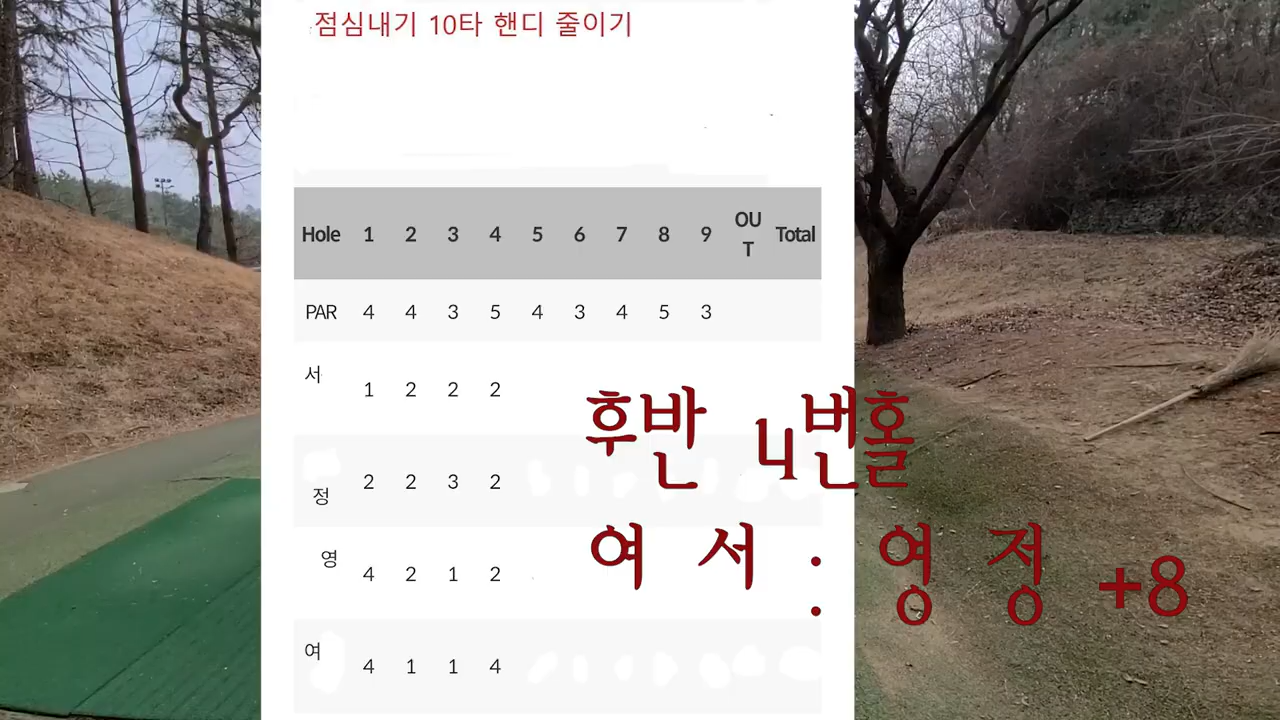 점심내기 10타 핸디 줄이기
Hole 1 2 3 4 5 6 7 8 9 OUT Total
PAR 4 4 3 5 4 3 4 5 3
서 1 2 2 2
정 2 2 3 2
영 4 2 1 2
여 4 1 1 4
후반 4번홀
여 서 : 영 정 +8